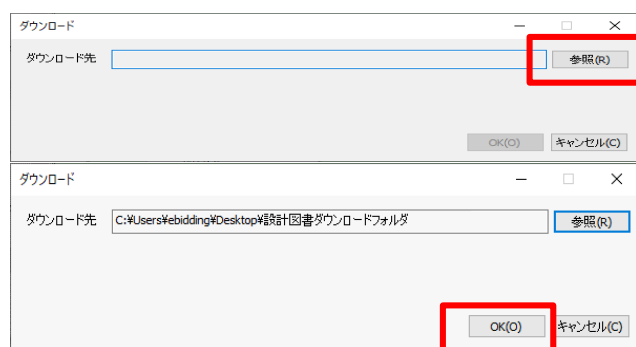 ダウンロード
ダウンロード先 参照(R)
OK(O) キャンセル(C)
ダウンロード
ダウンロード先 C:¥Users¥ebidding¥Desktop¥設計図書ダウンロードフォルダ 参照(R)
OK(O) キャンセル(C)